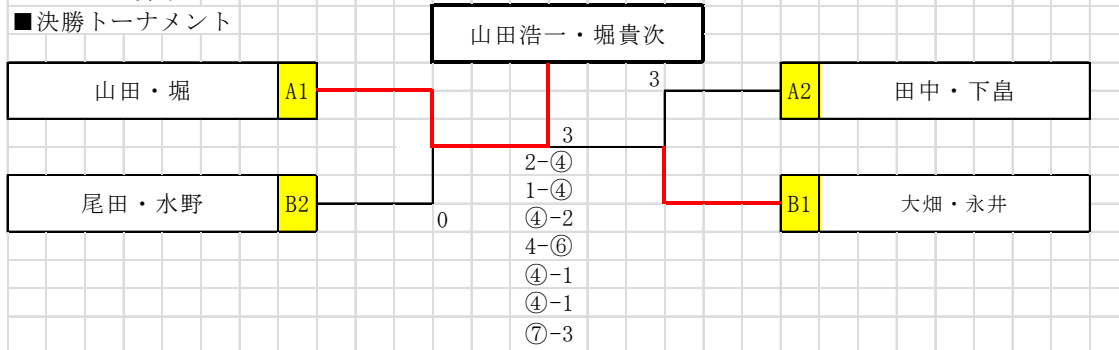 ■決勝トーナメント
山田浩一・堀貴次
山田・堀
A1
3
A2
田中・下畠
3
2-④
1-④
尾田・水野
B2
B1
大畑・永井
0
④-2
4-⑥
④-1
④-1
⑦-3